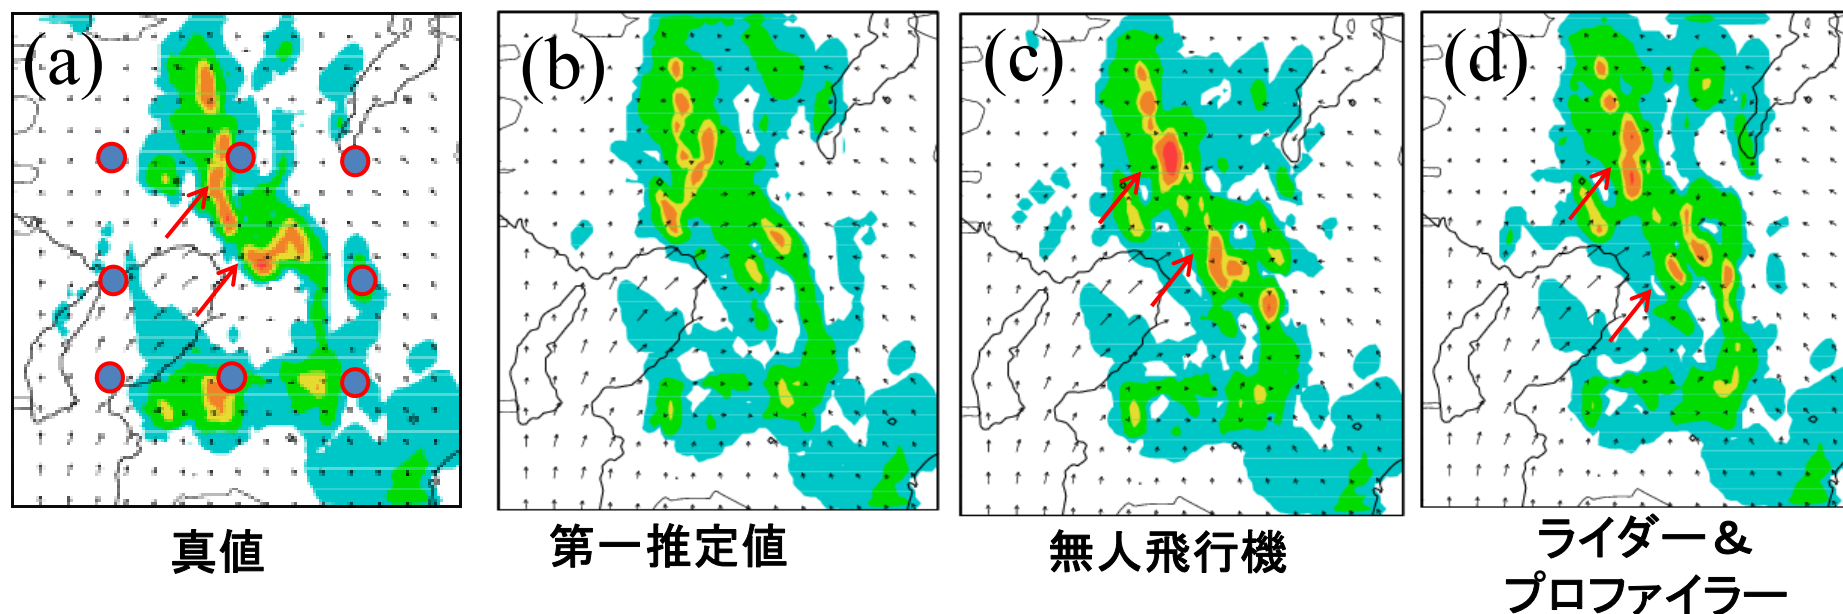 (a)
(b)
(c)
(d)
真値
第一推定値
無人飛行機
ライダー&
プロファイラー